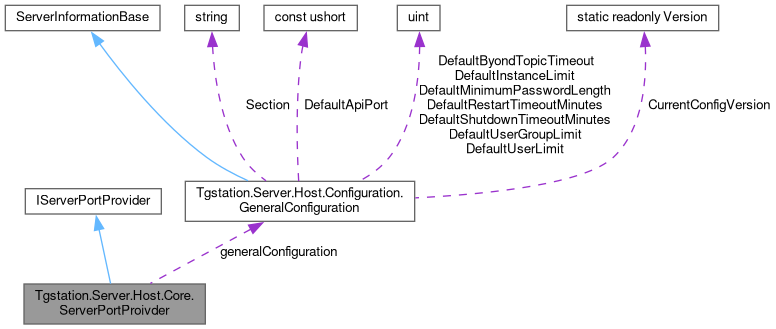 ServerInformationBase
string
const ushort
uint
static readonly Version
DefaultByondTopicTimeout
DefaultInstanceLimit
DefaultMinimumPasswordLength
DefaultRestartTimeoutMinutes
DefaultShutdownTimeoutMinutes
DefaultUserGroupLimit
DefaultUserLimit
Section
DefaultApiPort
CurrentConfigVersion
Tgstation.Server.Host.Configuration.
GeneralConfiguration
IServerPortProvider
generalConfiguration
Tgstation.Server.Host.Core.
ServerPortProivder